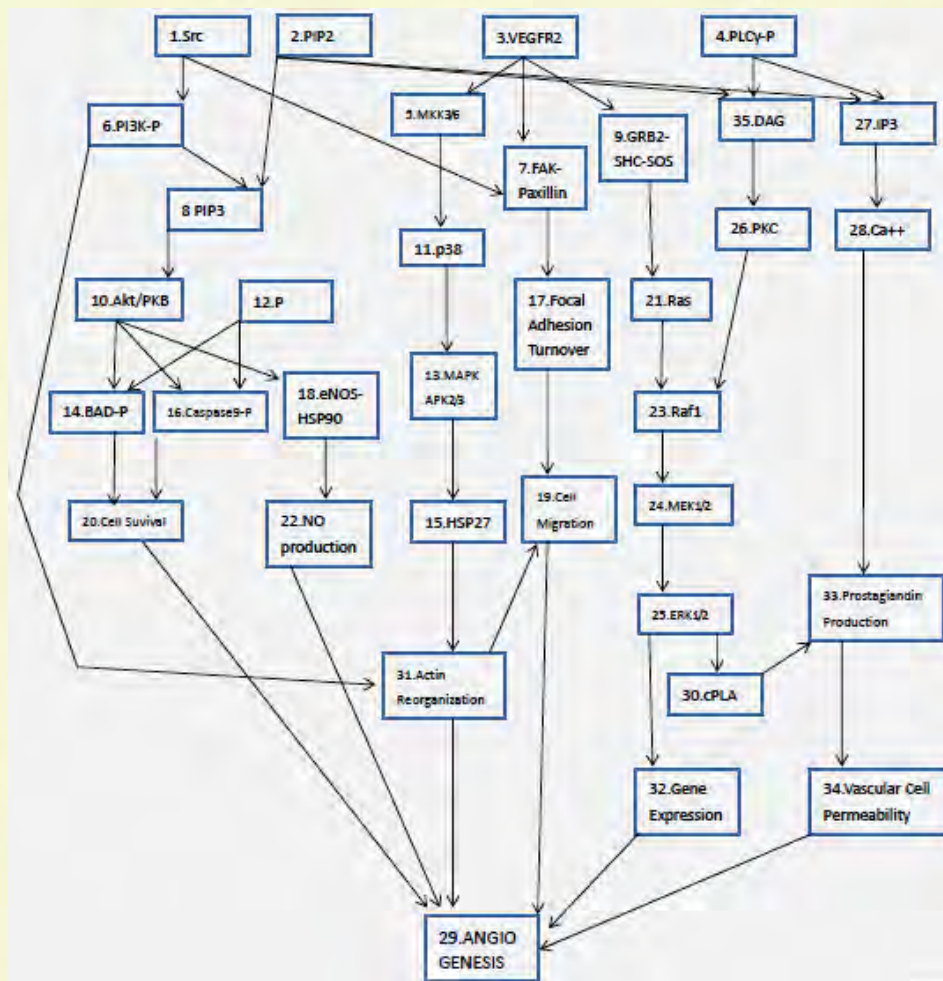 1.Src
2.PIP2
3.VEGFR2
4.PLCγ-P
6.PI3K-P
5.MKK3/6
9.GRB2-
SHC-SOS
35.DAG
27.IP3
7.FAK-
Paxillin
8 PIP3
11.p38
26.PKC
28.Ca++
10.Akt/PKB
12.P
17.Focal
Adhesion
Turnover
21.Ras
14.BAD-P
16.Caspase9-P
18.eNOS-
HSP90
13.MAPK
APK2/3
23.Raf1
20.Cell Suvival
22.NO
production
15.HSP27
19.Cell
Migration
24.MEK1/2
25.ERK1/2
33.Prostaglandin
Production
31.Actin
Reorganization
30.cPLA
32.Gene
Expression
34.Vascular Cell
Permeability
29.ANGIO
GENESIS